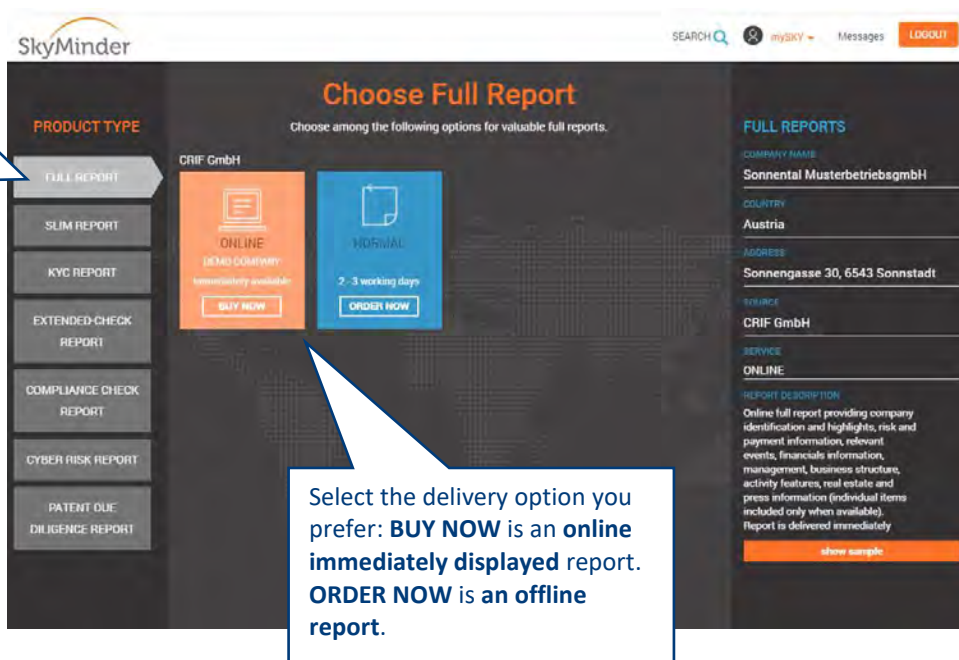 SkyMinder
SEARCH mySKY Messages LOGOUT
Choose Full Report
Choose among the following options for valuable full reports.
PRODUCT TYPE
FULL REPORT
SLIM REPORT
KYC REPORT
EXTENDED-CHECK
REPORT
COMPLIANCE CHECK
REPORT
CYBER RISK REPORT
PATENT DUE
DILIGENCE REPORT
CRIF GmbH
ONLINE
DEMO COMPANY
Immediately available
BUY NOW
NORMAL
2 - 3 working days
ORDER NOW
Select the delivery option you
prefer: BUY NOW is an online
immediately displayed report.
ORDER NOW is an offline
report.
FULL REPORTS
COMPANY NAME
Sonnental MusterbetriebsgmbH
COUNTRY
Austria
ADDRESS
Sonnengasse 30, 6543 Sonnstadt
SOURCE
CRIF GmbH
SERVICE
ONLINE
REPORT DESCRIPTION
Online full report providing company
identification and highlights, risk and
payment information, relevant
events, financials information,
management, business structure,
activity features, real estate and
press information (individual items
included only when available).
Report is delivered immediately
show sample